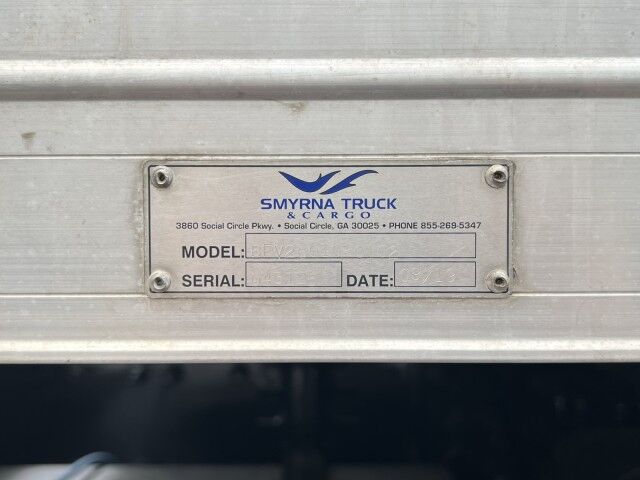 SMYRNA TRUCK
& CARGO
3860 Social Circle Pkwy. • Social Circle, GA 30025 • PHONE 855-269-5347
MODEL:
SERIAL: DATE: